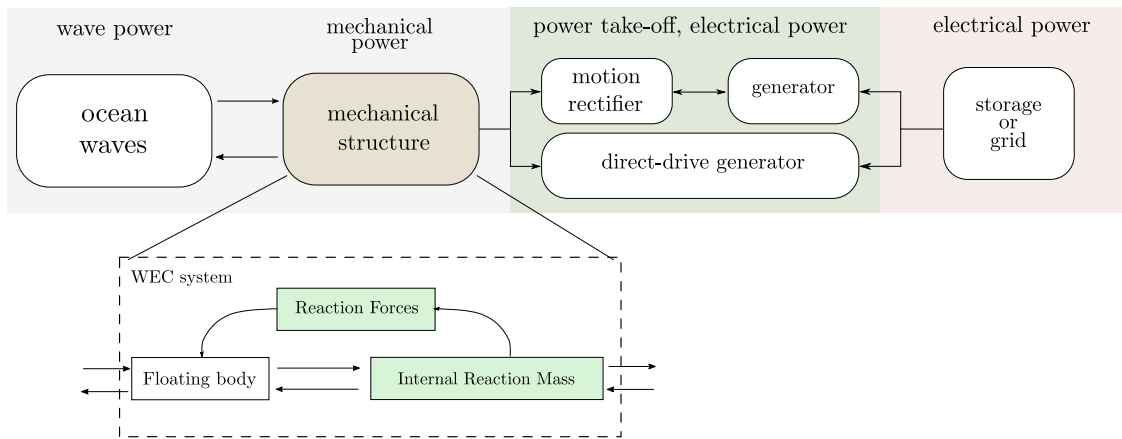 wave power
mechanical
power
power take-off, electrical power
electrical power
ocean
waves
mechanical
structure
motion
rectifier
generator
direct-drive generator
storage
or
grid
WEC system
Reaction Forces
Floating body
Internal Reaction Mass